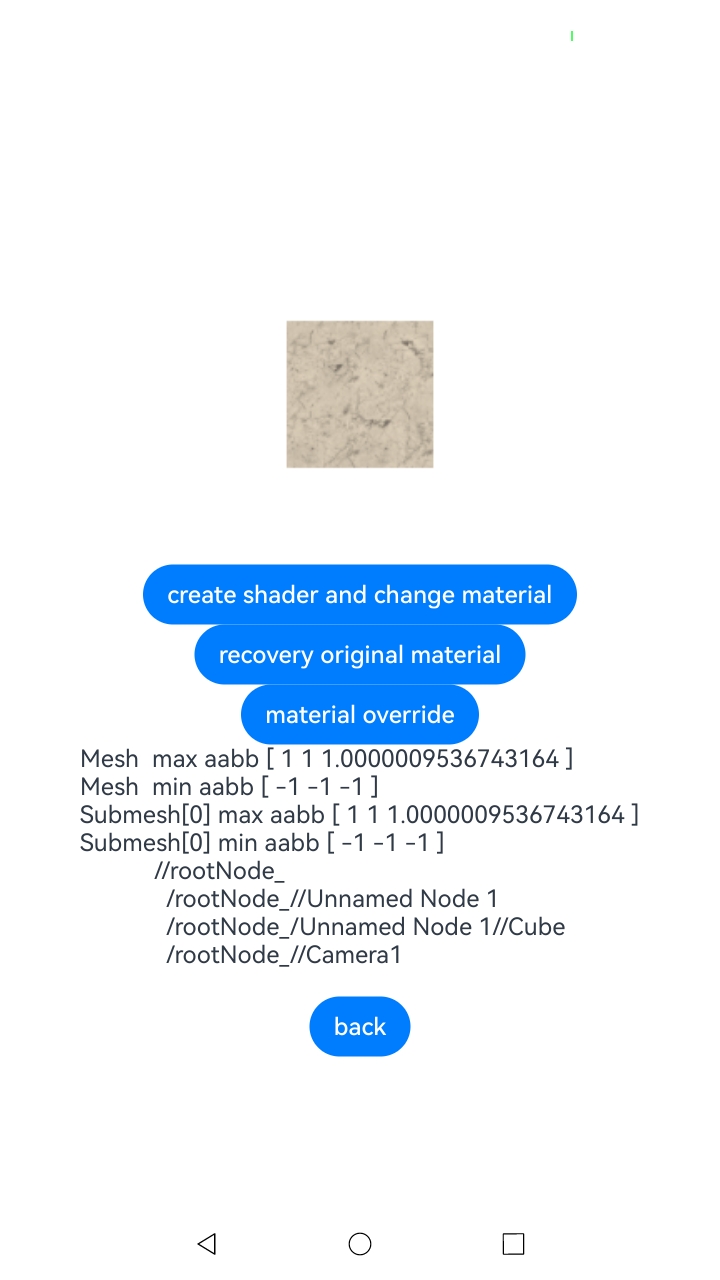 create shader and change material
recovery original material
material override
Mesh  max aabb [ 1 1 1.0000009536743164 ]
Mesh  min aabb [ -1 -1 -1 ]
Submesh[0] max aabb [ 1 1 1.0000009536743164 ]
Submesh[0] min aabb [ -1 -1 -1 ]
//rootNode_
/rootNode_//Unnamed Node 1
/rootNode_/Unnamed Node 1//Cube
/rootNode_//Camera1
back